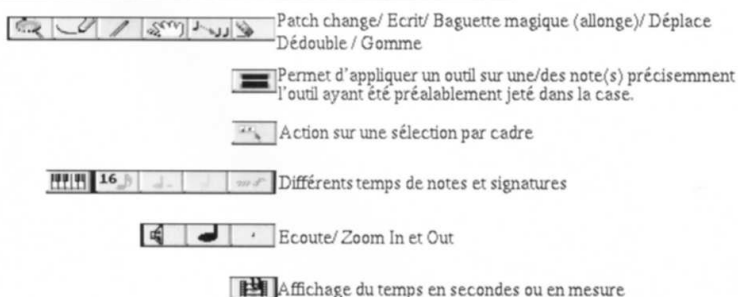 Patch change/ Ecrit/ Baguette magique (allonge)/ Déplace
Dédouble / Gomme
Permet d'appliquer un outil sur une/des note(s) précisemment
l'outil ayant été préalablement jeté dans la case.
Action sur une sélection par cadre
16
Différents temps de notes et signatures
Ecoute/ Zoom In et Out
Affichage du temps en secondes ou en mesure